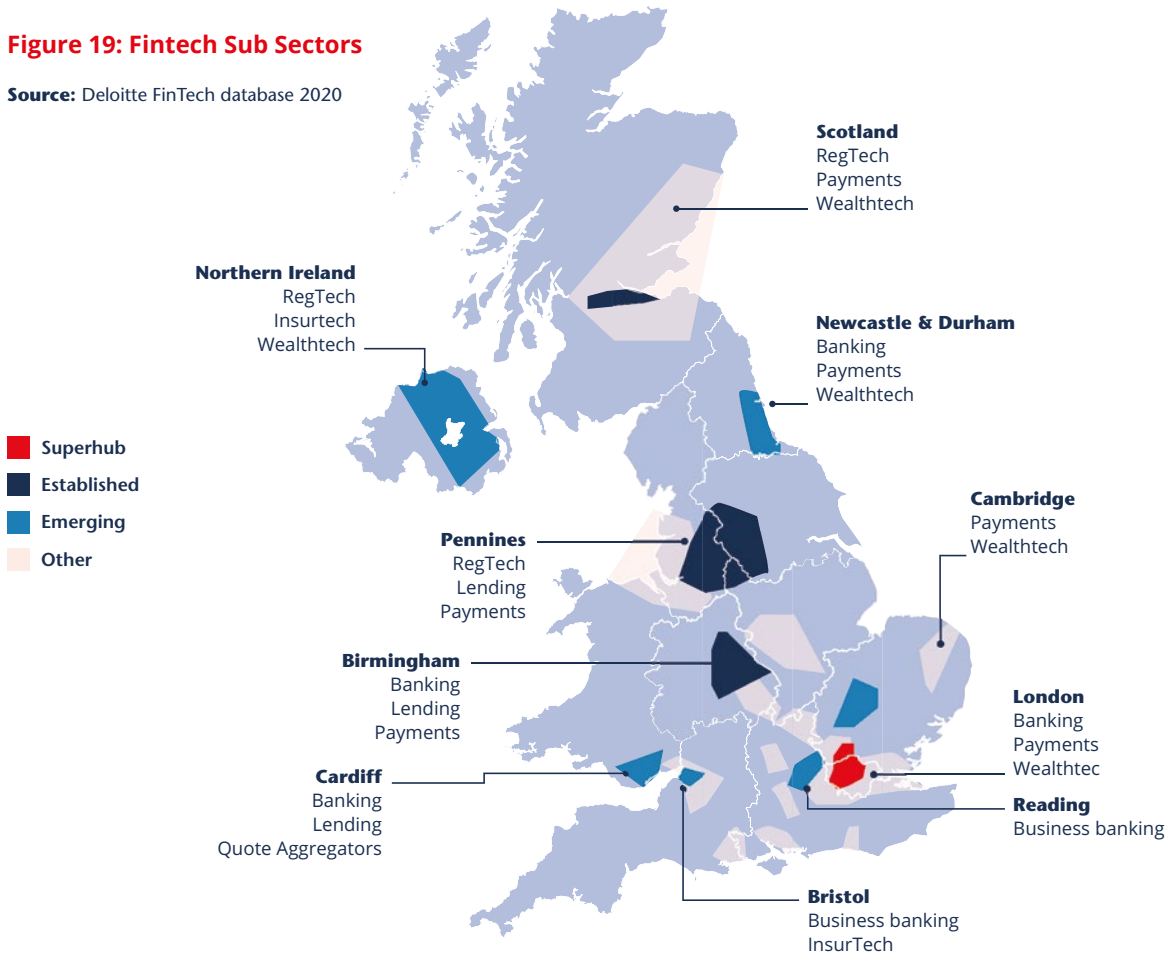 Figure 19: Fintech Sub Sectors
Source: Deloitte FinTech database 2020
Scotland
RegTech
Payments
Wealthtech
Northern Ireland
RegTech
Insurtech
Wealthtech
Newcastle & Durham
Banking
Payments
Wealthtech
Superhub
Established
Emerging
Other
Cambridge
Payments
Wealthtech
Pennines
RegTech
Lending
Payments
Birmingham
Banking
Lending
Payments
London
Banking
Payments
Wealthtec
Cardiff
Banking
Lending
Quote Aggregators
Reading
Business banking
Bristol
Business banking
InsurTech